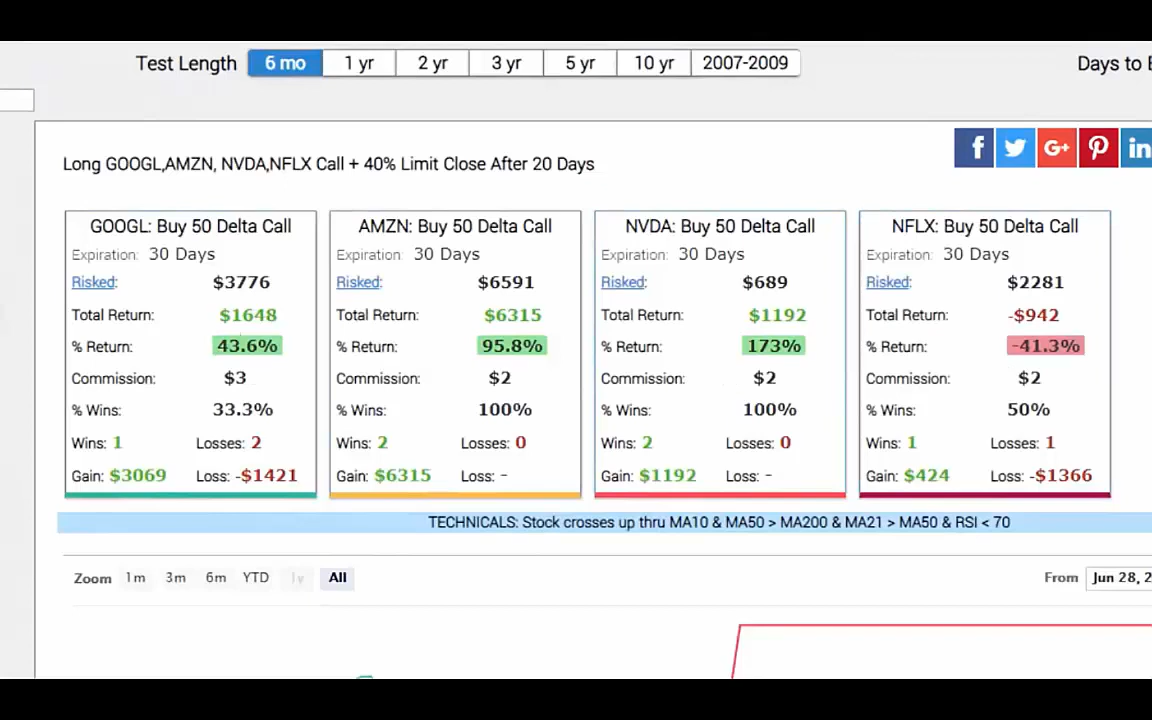 Test Length 6 mo 1 yr 2 yr 3 yr 5 yr 10 yr 2007-2009 Days to
Long GOOGL,AMZN, NVDA,NFLX Call + 40% Limit Close After 20 Days
f G+ in
GOOGL: Buy 50 Delta Call
Expiration: 30 Days
Risked: $3776
Total Return: $1648
% Return: 43.6%
Commission: $3
% Wins: 33.3%
Wins: 1 Losses: 2
Gain: $3069 Loss: -$1421
AMZN: Buy 50 Delta Call
Expiration: 30 Days
Risked: $6591
Total Return: $6315
% Return: 95.8%
Commission: $2
% Wins: 100%
Wins: 2 Losses: 0
Gain: $6315 Loss: -
NVDA: Buy 50 Delta Call
Expiration: 30 Days
Risked: $689
Total Return: $1192
% Return: 173%
Commission: $2
% Wins: 100%
Wins: 2 Losses: 0
Gain: $1192 Loss: -
NFLX: Buy 50 Delta Call
Expiration: 30 Days
Risked: $2281
Total Return: -$942
% Return: -41.3%
Commission: $2
% Wins: 50%
Wins: 1 Losses: 1
Gain: $424 Loss: -$1366
TECHNICALS: Stock crosses up thru MA10 & MA50 > MA200 & MA21 > MA50 & RSI < 70
Zoom 1m 3m 6m YTD 1y All From Jun 28, 2